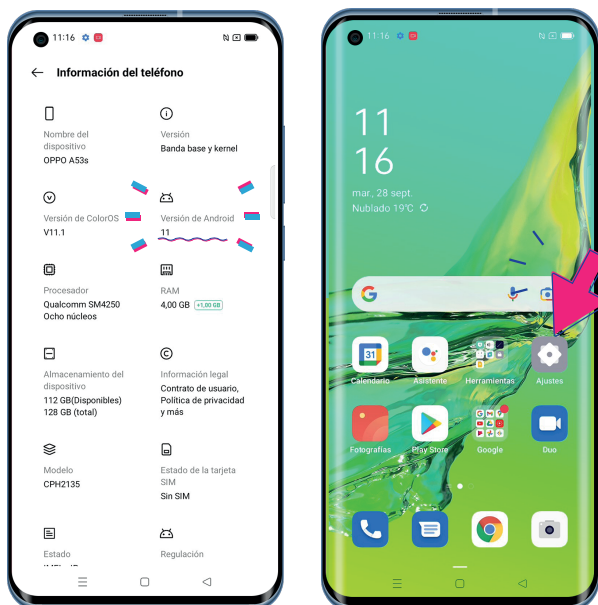 11:16
Información del teléfono
Nombre del
dispositivo
OPPO A53s
Versión
Banda base y kernel
Versión de ColorOS
V11.1
Versión de Android
11
Procesador
Qualcomm SM4250
Ocho núcleos
RAM
4,00 GB +1,00 GB
Almacenamiento del
dispositivo
112 GB(Disponibles)
128 GB (total)
Información legal
Contrato de usuario,
Política de privacidad
y más
Modelo
CPH2135
Estado de la tarjeta
SIM
Sin SIM
Estado
Regulación
11:16
11
16
mar., 28 sept.
Nublado 19°C
G
31
Calendario
Asistente
Herramientas
Ajustes
Fotografías
Play Store
Google
Duo